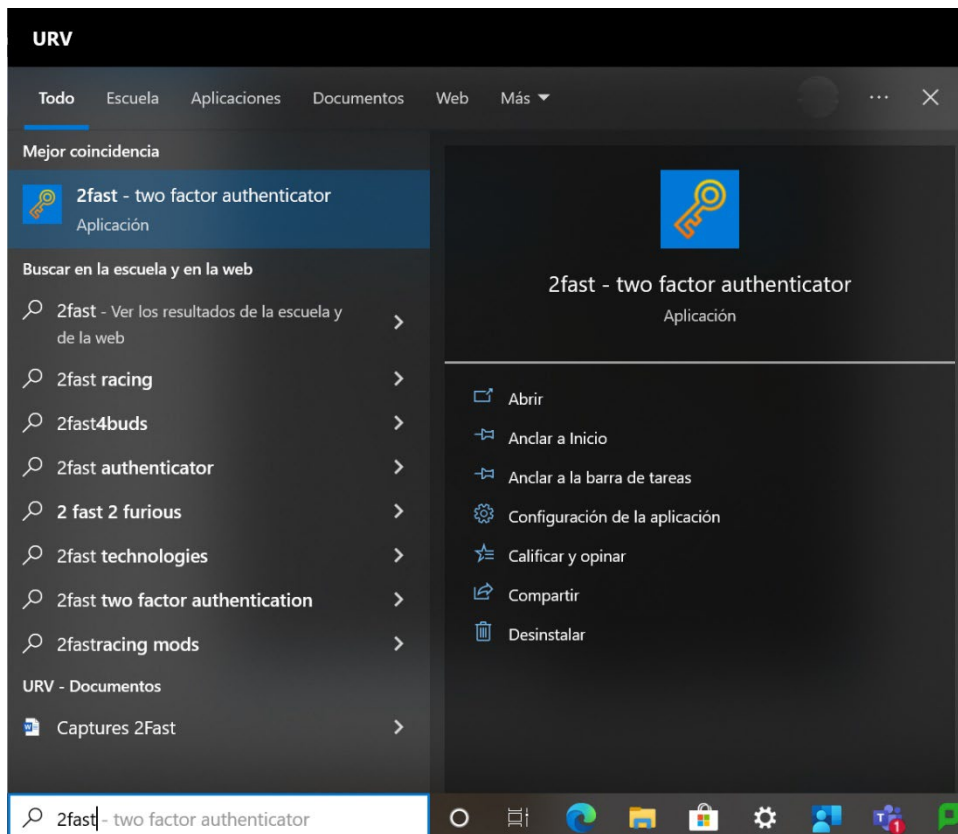 URV
Todo Escuela Aplicaciones Documentos Web Más
Mejor coincidencia
2fast - two factor authenticator
Aplicación
Buscar en la escuela y en la web
2fast - Ver los resultados de la escuela y
de la web
2fast racing
2fast4buds
2fast authenticator
2 fast 2 furious
2fast technologies
2fast two factor authentication
2fastracing mods
URV - Documentos
Captures 2Fast
2fast - two factor authenticator
Aplicación
Abrir
Anclar a Inicio
Anclar a la barra de tareas
Configuración de la aplicación
Calificar y opinar
Compartir
Desinstalar
2fast - two factor authenticator
T
1